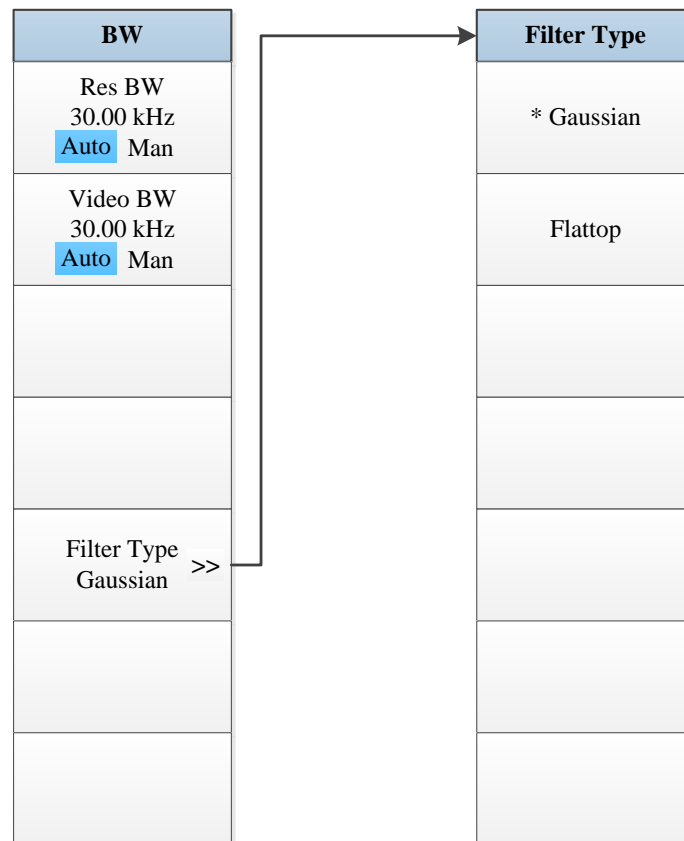 BW
Res BW
30.00 kHz
Auto Man
Video BW
30.00 kHz
Auto Man
Filter Type
Gaussian
>>
Filter Type
* Gaussian
Flattop